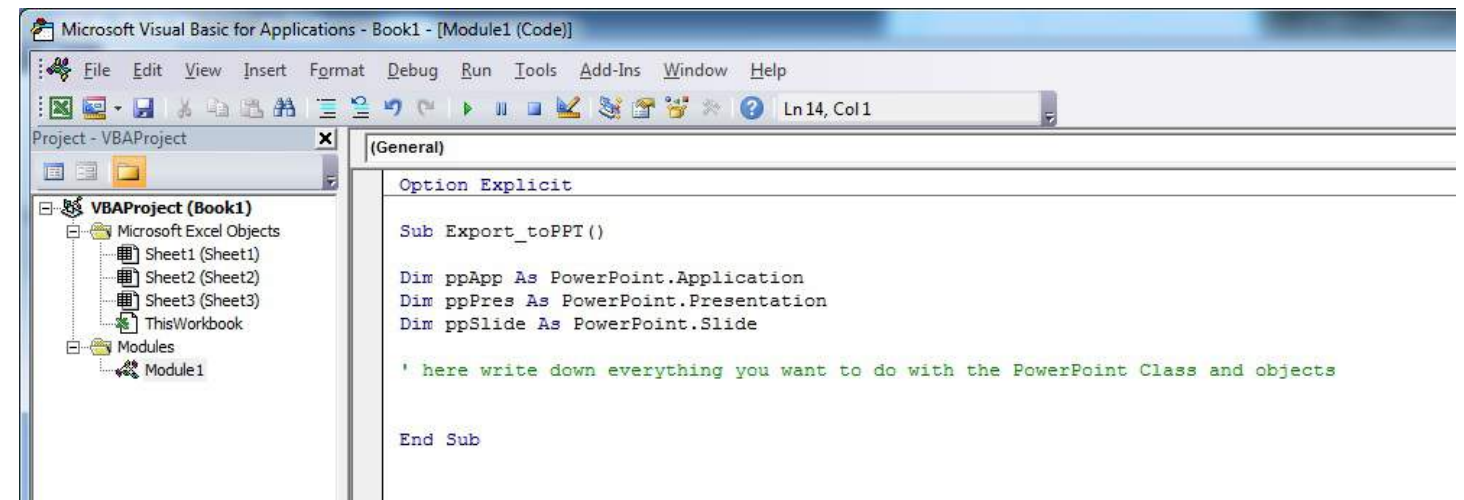 Microsoft Visual Basic for Applications - Book1 - [Module1 (Code)]
File Edit View Insert Format Debug Run Tools Add-Ins Window Help
Ln 14, Col 1
Project - VBAProject
(General)
VBAProject (Book1)
Microsoft Excel Objects
Sheet1 (Sheet1)
Sheet2 (Sheet2)
Sheet3 (Sheet3)
ThisWorkbook
Modules
Module1
Option Explicit
Sub Export_toPPT()
Dim ppApp As PowerPoint.Application
Dim ppPres As PowerPoint.Presentation
Dim ppSlide As PowerPoint.Slide
' here write down everything you want to do with the PowerPoint Class and objects
End Sub